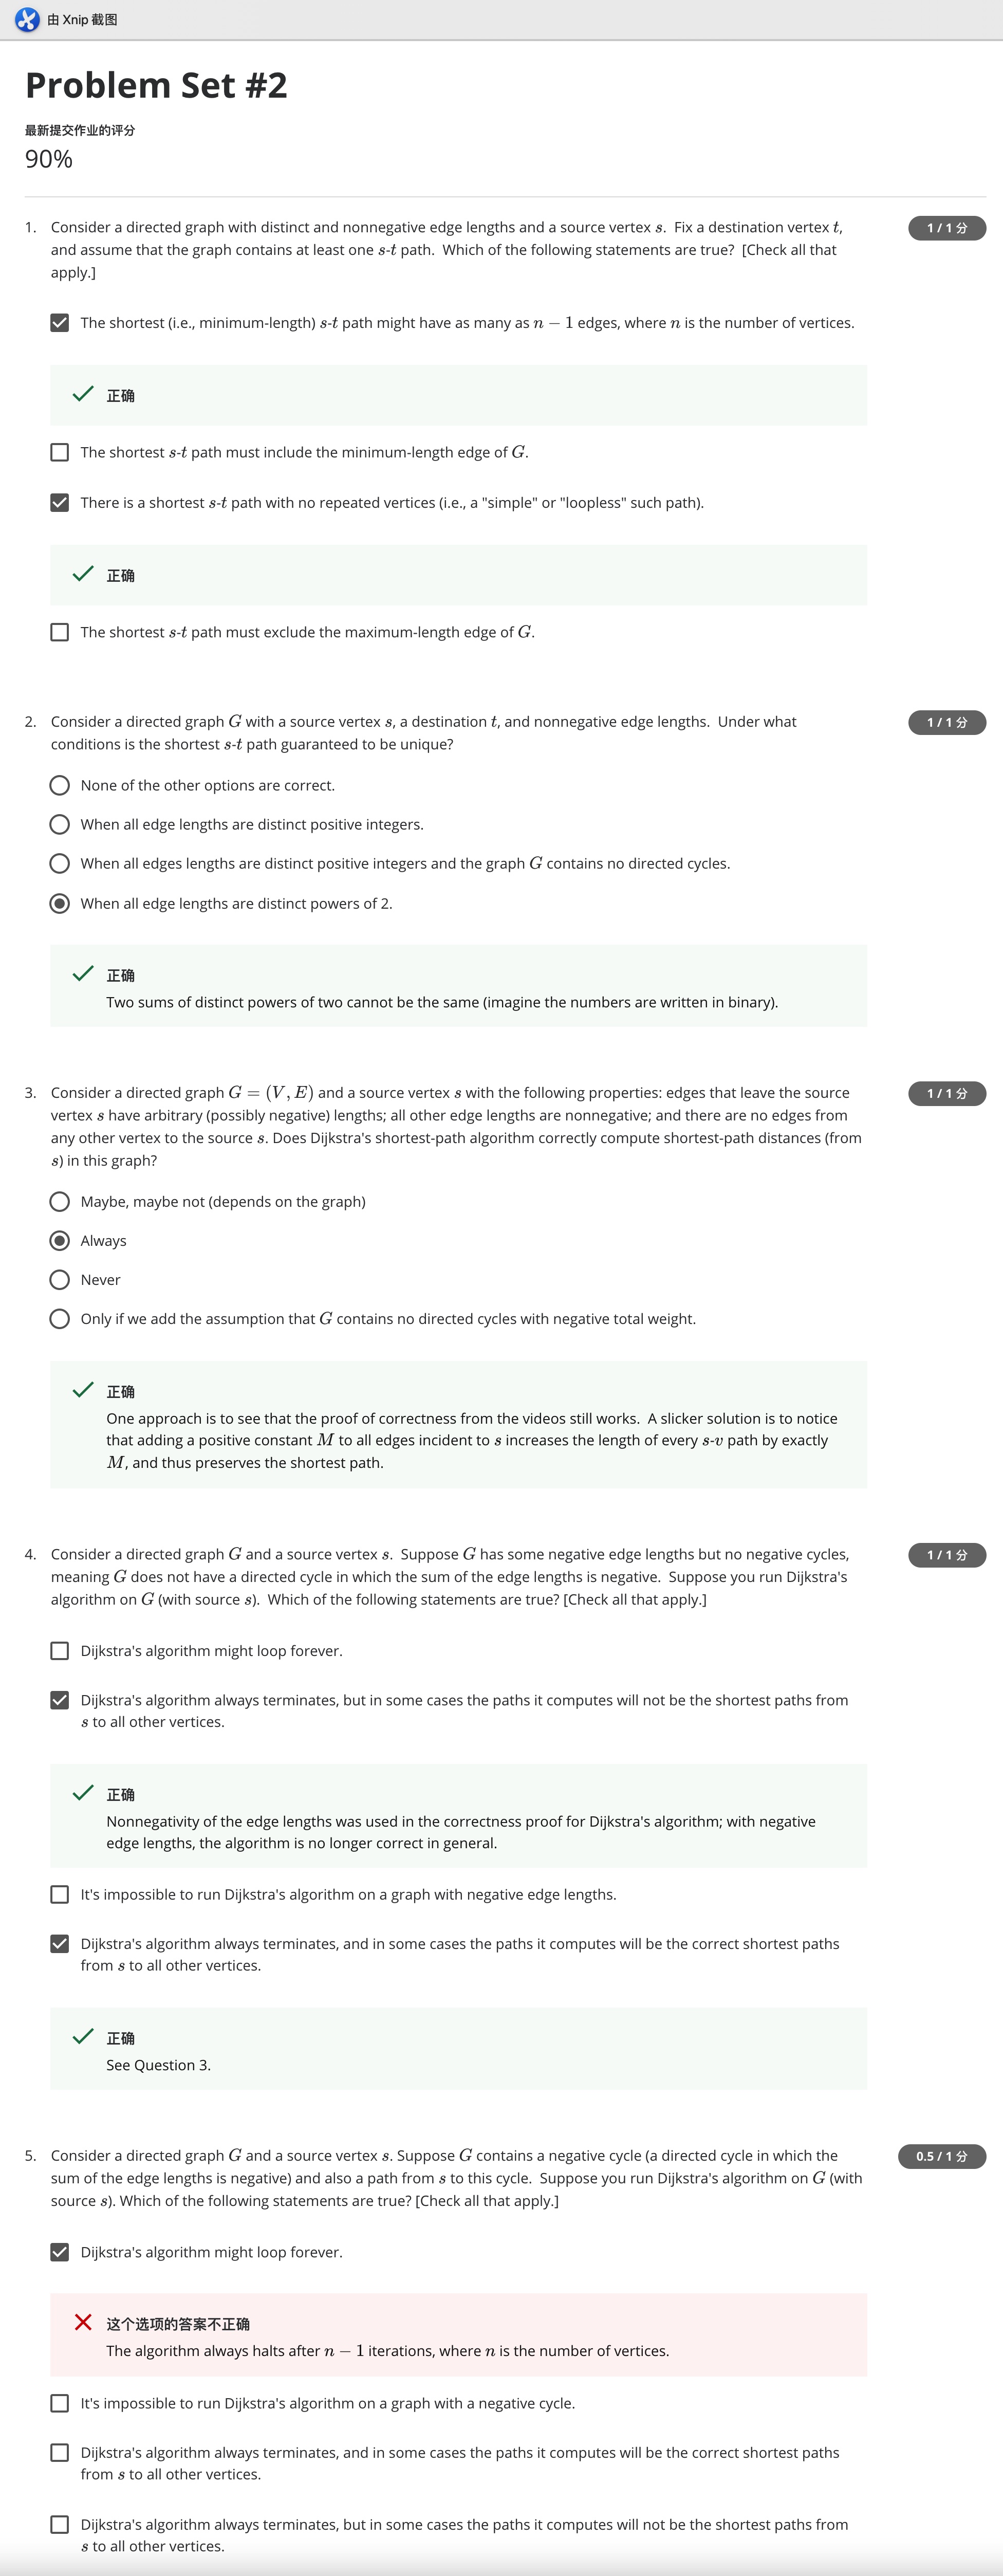 由 Xnip 截图
Problem Set #2
最新提交作业的评分
90%
1. Consider a directed graph with distinct and nonnegative edge lengths and a source vertex s. Fix a destination vertex t,
1 / 1 分
and assume that the graph contains at least one s-t path. Which of the following statements are true? [Check all that
apply.]
The shortest (i.e., minimum-length) s-t path might have as many as n − 1 edges, where n is the number of vertices.
正确
The shortest s-t path must include the minimum-length edge of G.
There is a shortest s-t path with no repeated vertices (i.e., a "simple" or "loopless" such path).
正确
The shortest s-t path must exclude the maximum-length edge of G.
2. Consider a directed graph G with a source vertex s, a destination t, and nonnegative edge lengths. Under what
1 / 1 分
conditions is the shortest s-t path guaranteed to be unique?
None of the other options are correct.
When all edge lengths are distinct positive integers.
When all edges lengths are distinct positive integers and the graph G contains no directed cycles.
When all edge lengths are distinct powers of 2.
正确
Two sums of distinct powers of two cannot be the same (imagine the numbers are written in binary).
3. Consider a directed graph G = (V, E) and a source vertex s with the following properties: edges that leave the source
1 / 1 分
vertex s have arbitrary (possibly negative) lengths; all other edge lengths are nonnegative; and there are no edges from
any other vertex to the source s. Does Dijkstra's shortest-path algorithm correctly compute shortest-path distances (from
s) in this graph?
Maybe, maybe not (depends on the graph)
Always
Never
Only if we add the assumption that G contains no directed cycles with negative total weight.
正确
One approach is to see that the proof of correctness from the videos still works. A slicker solution is to notice
that adding a positive constant M to all edges incident to s increases the length of every s-v path by exactly
M, and thus preserves the shortest path.
4. Consider a directed graph G and a source vertex s. Suppose G has some negative edge lengths but no negative cycles,
1 / 1 分
meaning G does not have a directed cycle in which the sum of the edge lengths is negative. Suppose you run Dijkstra's
algorithm on G (with source s). Which of the following statements are true? [Check all that apply.]
Dijkstra's algorithm might loop forever.
Dijkstra's algorithm always terminates, but in some cases the paths it computes will not be the shortest paths from
s to all other vertices.
正确
Nonnegativity of the edge lengths was used in the correctness proof for Dijkstra's algorithm; with negative
edge lengths, the algorithm is no longer correct in general.
It's impossible to run Dijkstra's algorithm on a graph with negative edge lengths.
Dijkstra's algorithm always terminates, and in some cases the paths it computes will be the correct shortest paths
from s to all other vertices.
正确
See Question 3.
5. Consider a directed graph G and a source vertex s. Suppose G contains a negative cycle (a directed cycle in which the
0.5 / 1 分
sum of the edge lengths is negative) and also a path from s to this cycle. Suppose you run Dijkstra's algorithm on G (with
source s). Which of the following statements are true? [Check all that apply.]
Dijkstra's algorithm might loop forever.
这个选项的答案不正确
The algorithm always halts after n − 1 iterations, where n is the number of vertices.
It's impossible to run Dijkstra's algorithm on a graph with a negative cycle.
Dijkstra's algorithm always terminates, and in some cases the paths it computes will be the correct shortest paths
from s to all other vertices.
Dijkstra's algorithm always terminates, but in some cases the paths it computes will not be the shortest paths from
s to all other vertices.